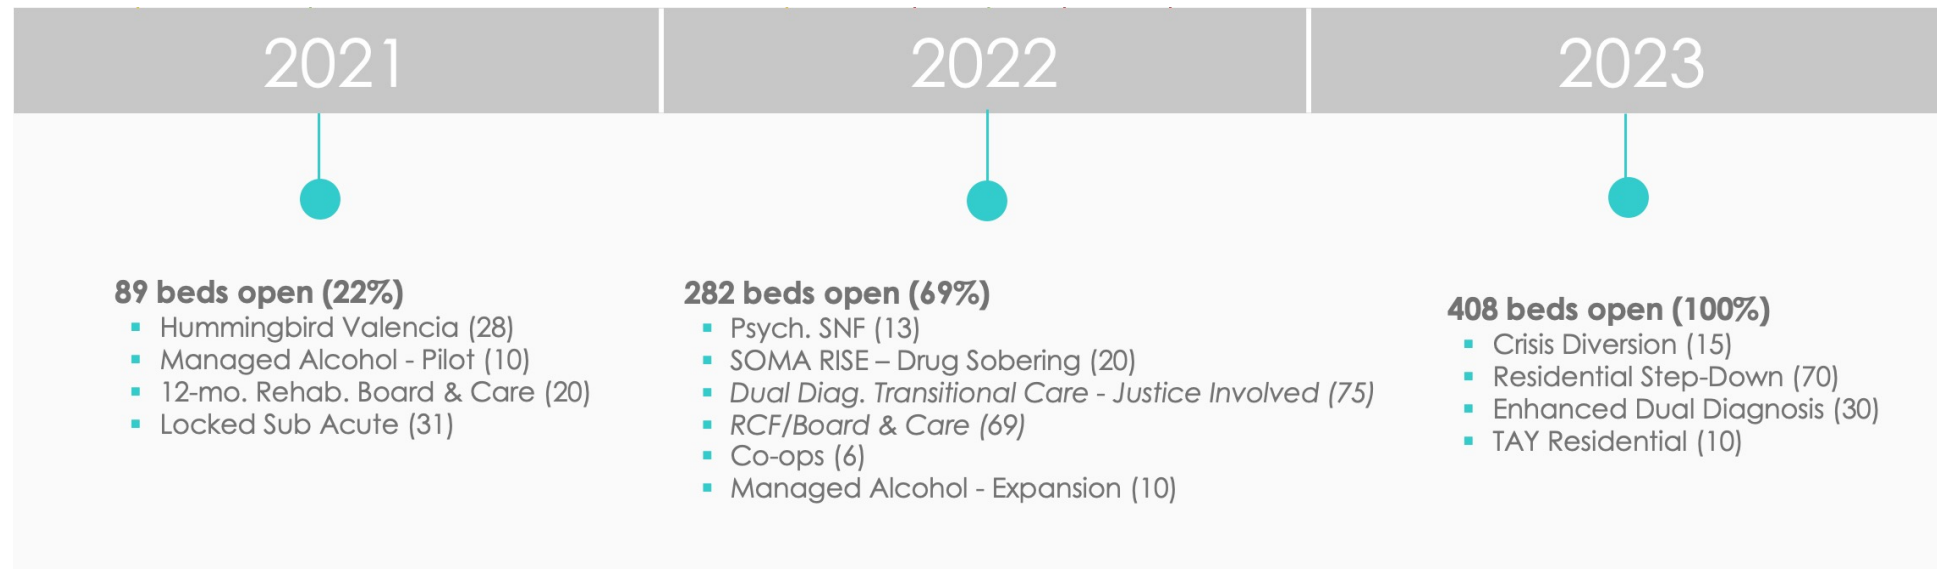 2021
2022
2023
89 beds open (22%)
▪ Hummingbird Valencia (28)
▪ Managed Alcohol - Pilot (10)
▪ 12-mo. Rehab. Board & Care (20)
▪ Locked Sub Acute (31)
282 beds open (69%)
▪ Psych. SNF (13)
▪ SOMA RISE – Drug Sobering (20)
▪ Dual Diag. Transitional Care - Justice Involved (75)
▪ RCF/Board & Care (69)
▪ Co-ops (6)
▪ Managed Alcohol - Expansion (10)
408 beds open (100%)
▪ Crisis Diversion (15)
▪ Residential Step-Down (70)
▪ Enhanced Dual Diagnosis (30)
▪ TAY Residential (10)